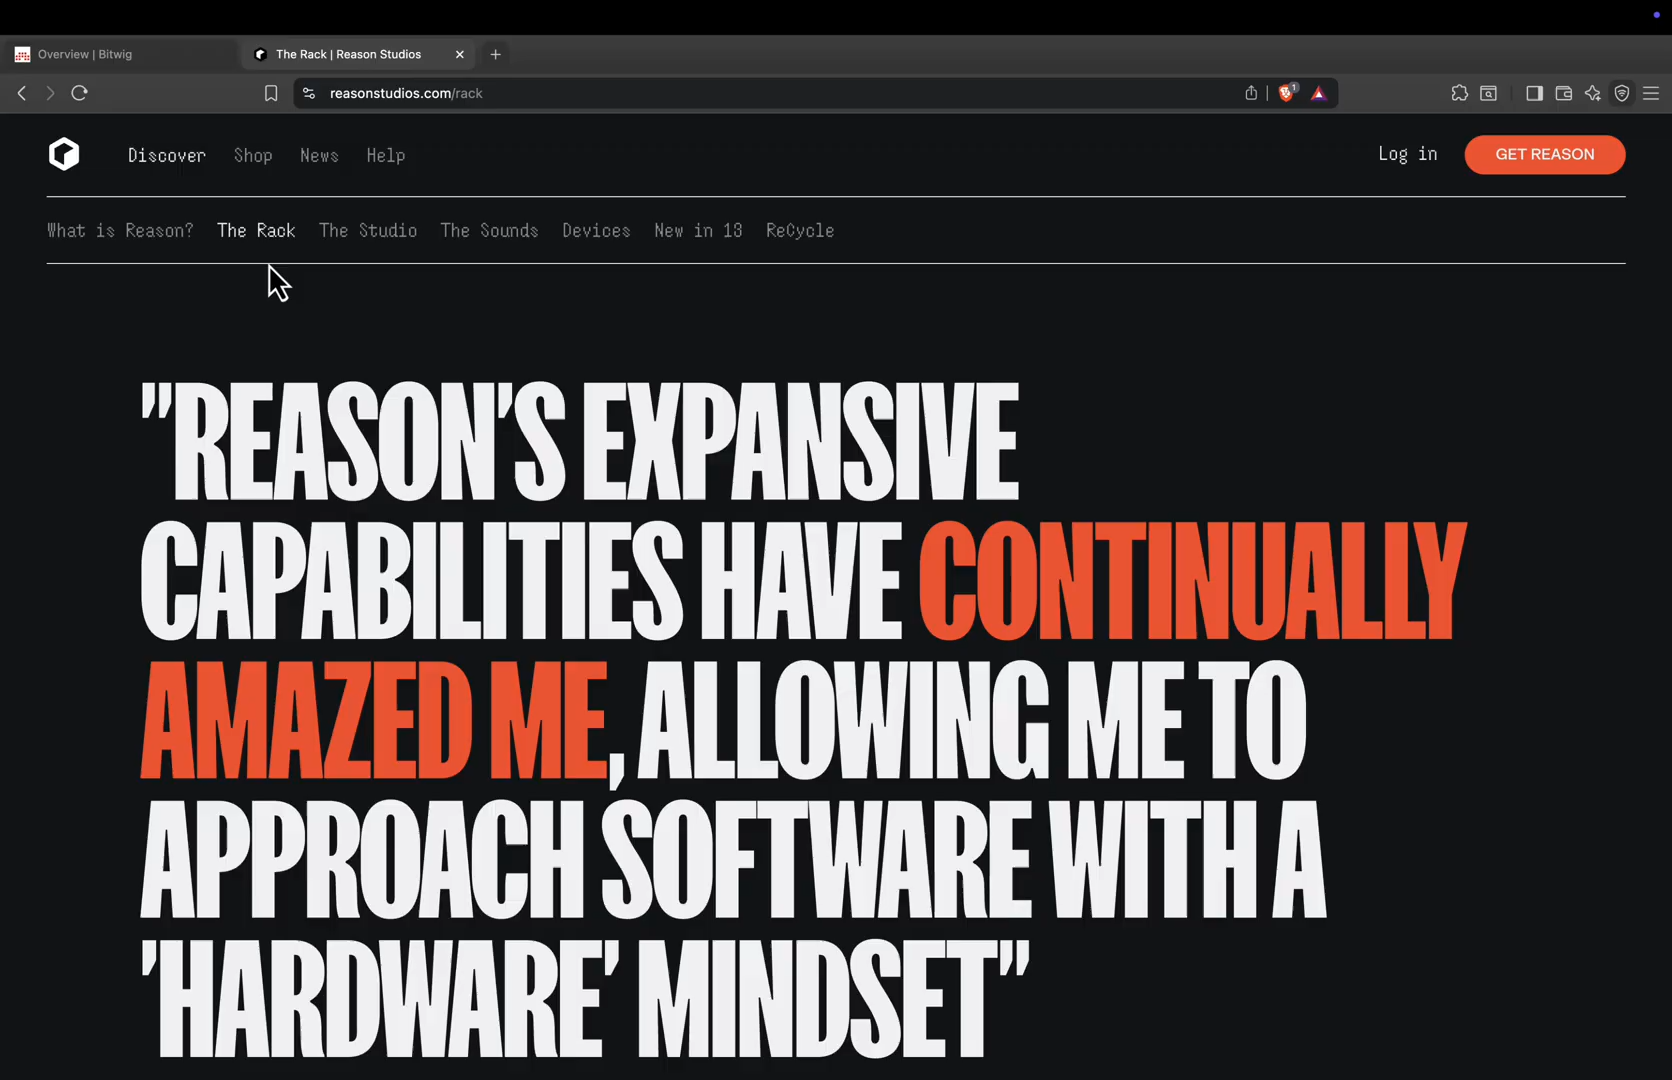 Overview | Bitwig
The Rack | Reason Studios
reasonstudios.com/rack
1
Discover Shop News Help
Log in
GET REASON
What is Reason? The Rack The Studio The Sounds Devices New in 13 ReCycle
"REASON'S EXPANSIVE
CAPABILITIES HAVE CONTINUALLY
AMAZED ME, ALLOWING ME TO
APPROACH SOFTWARE WITH A
'HARDWARE' MINDSET"